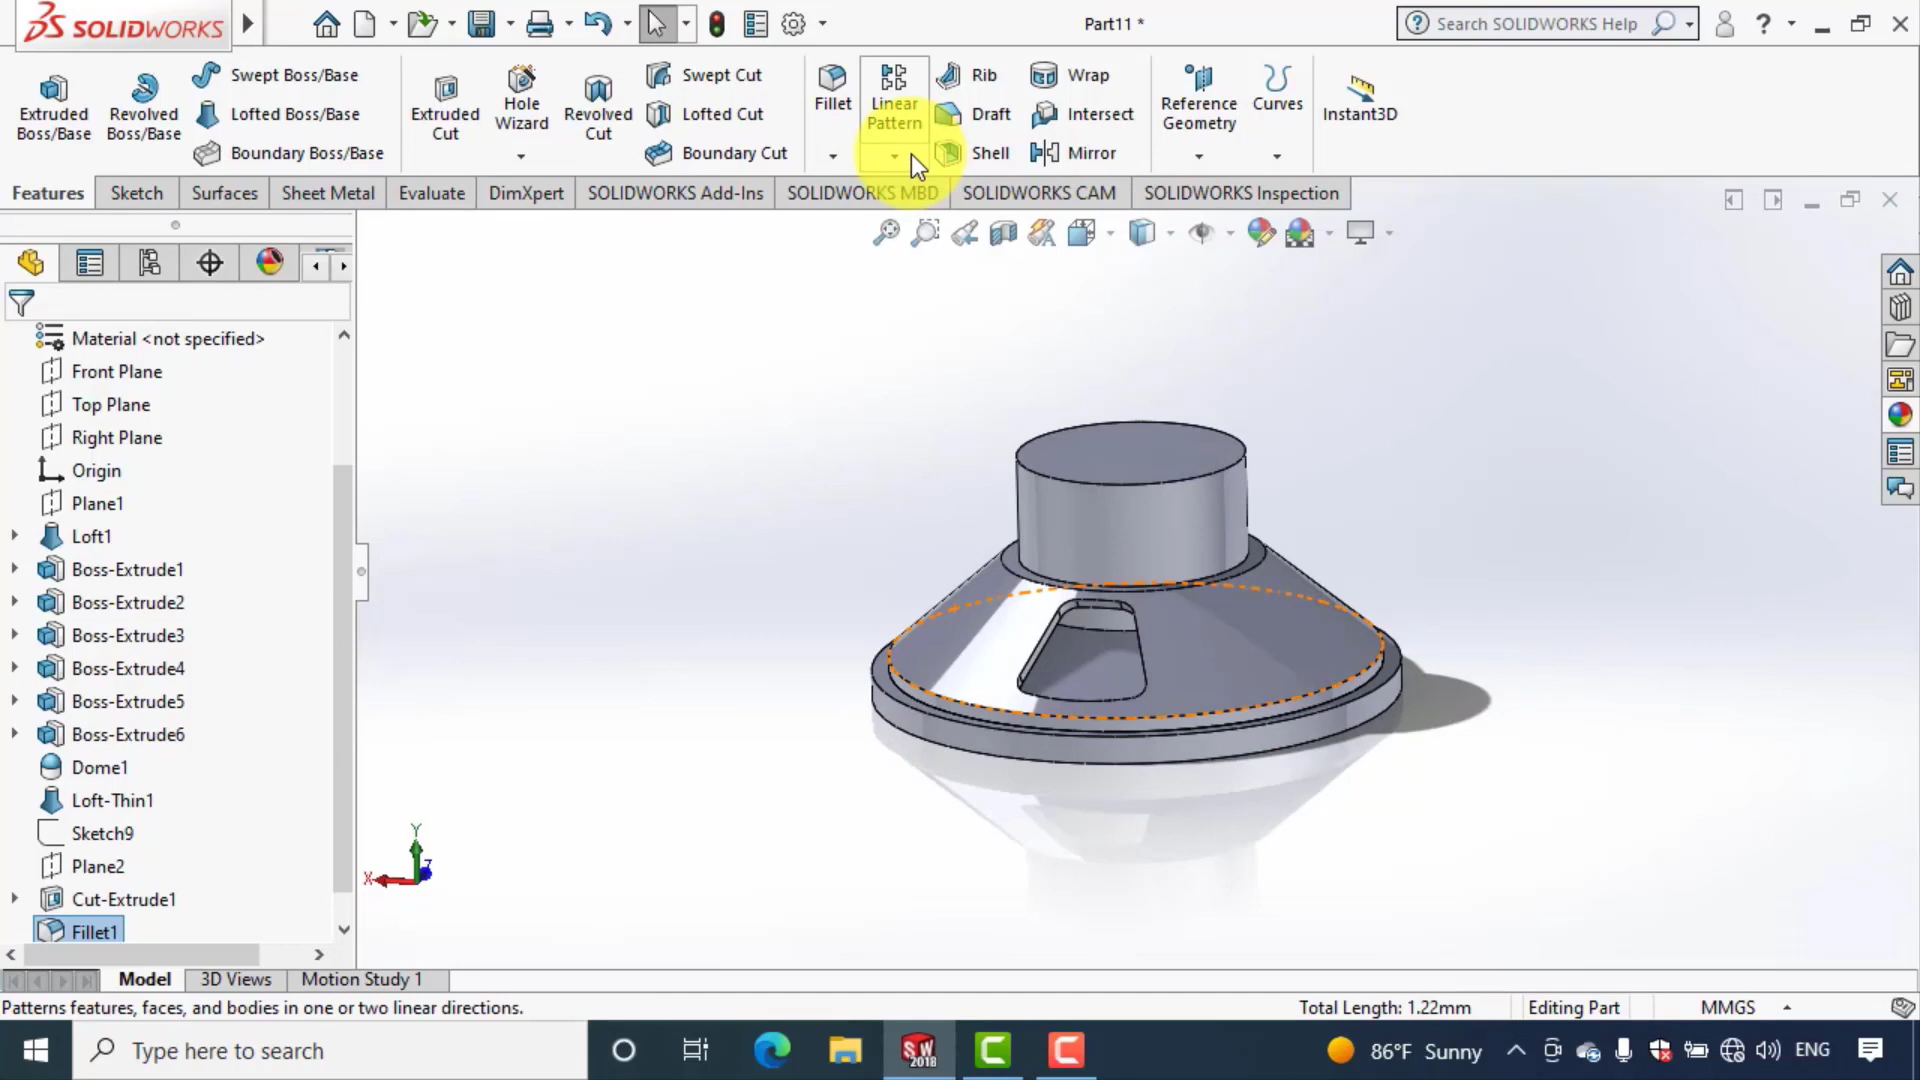 SOLIDWORKS
Part11 *
Search SOLIDWORKS Help
?
Extruded Boss/Base
Revolved Boss/Base
Swept Boss/Base
Lofted Boss/Base
Boundary Boss/Base
Extruded Cut
Hole Wizard
Revolved Cut
Swept Cut
Lofted Cut
Boundary Cut
Fillet
Linear Pattern
Rib
Draft
Shell
Wrap
Intersect
Mirror
Reference Geometry
Curves
Instant3D
Features
Sketch
Surfaces
Sheet Metal
Evaluate
DimXpert
SOLIDWORKS Add-Ins
SOLIDWORKS MBD
SOLIDWORKS CAM
SOLIDWORKS Inspection
Material <not specified>
Front Plane
Top Plane
Right Plane
Origin
Plane1
Loft1
Boss-Extrude1
Boss-Extrude2
Boss-Extrude3
Boss-Extrude4
Boss-Extrude5
Boss-Extrude6
Dome1
Loft-Thin1
Sketch9
Plane2
Cut-Extrude1
Fillet1
Y
X
Z
Model
3D Views
Motion Study 1
Patterns features, faces, and bodies in one or two linear directions.
Total Length: 1.22mm
Editing Part
MMGS
Type here to search
SW
2018
86°F Sunny
ENG